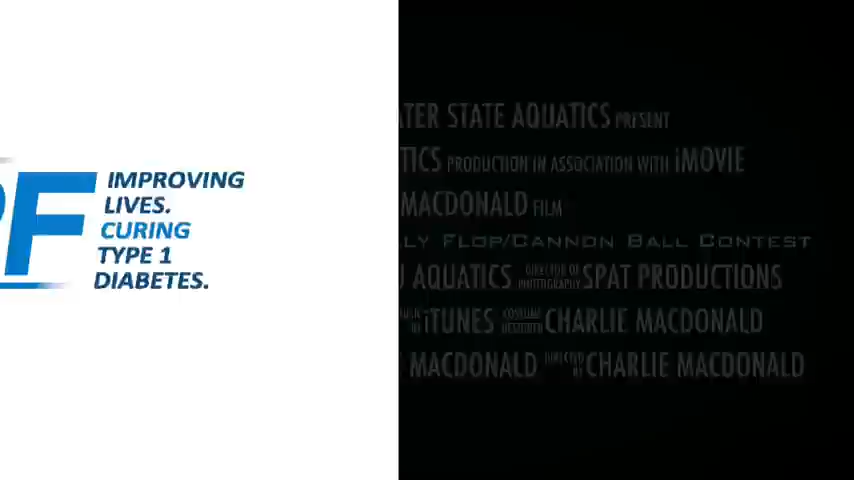 F
IMPROVING
LIVES.
CURING
TYPE 1
DIABETES.
ATER STATE AQUATICS PRESENT
TICS PRODUCTION IN ASSOCIATION WITH iMOVIE
MACDONALD FILM
LLY FLOP/CANNON BALL CONTEST
AQUATICS DIRECTOR OF PHOTOGRAPHY SPAT PRODUCTIONS
BY iTUNES COSTUME DESIGNER CHARLIE MACDONALD
MACDONALD DIRECTED BY CHARLIE MACDONALD